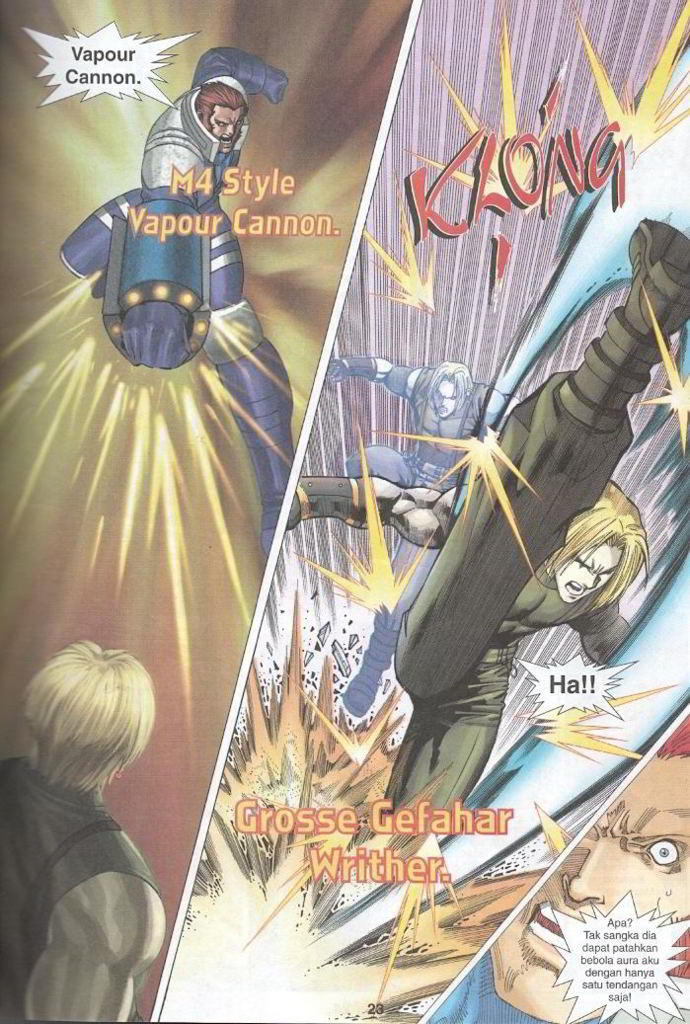 Vapour
Cannon.
M4 Style
Vapour Cannon.
KLONG
!
Ha!!
Grosse Gefahar
Writher.
Apa?
Tak sangka dia
dapat patahkan
bebola aura aku
dengan hanya
satu tendangan
saja!
23